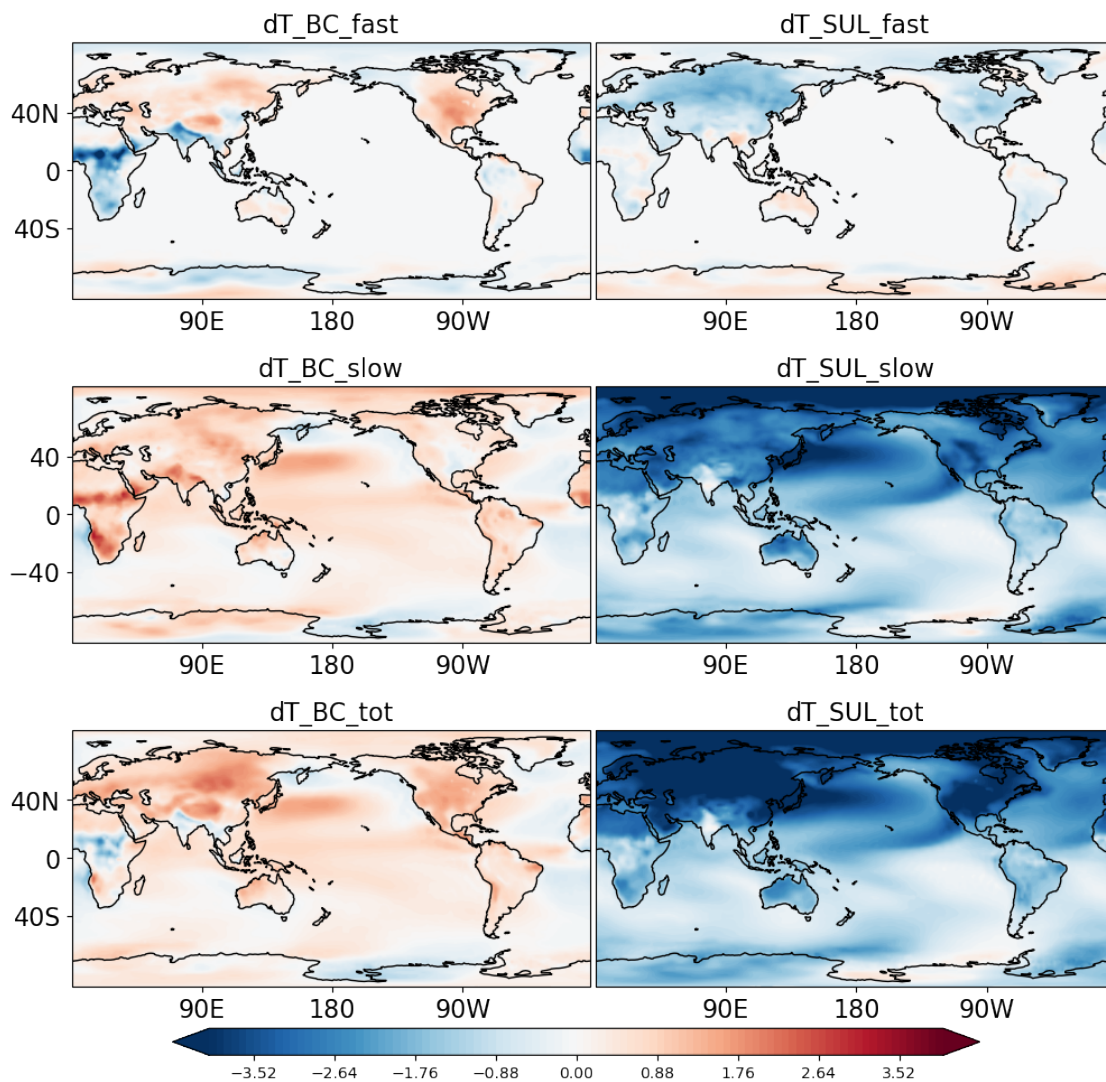 dT_BC_fast dT_SUL_fast
40N
0
40S
90E 180 90W 90E 180 90W
dT_BC_slow dT_SUL_slow
40
0
−40
90E 180 90W 90E 180 90W
dT_BC_tot dT_SUL_tot
40N
0
40S
90E 180 90W 90E 180 90W
−3.52 −2.64 −1.76 −0.88 0.00 0.88 1.76 2.64 3.52